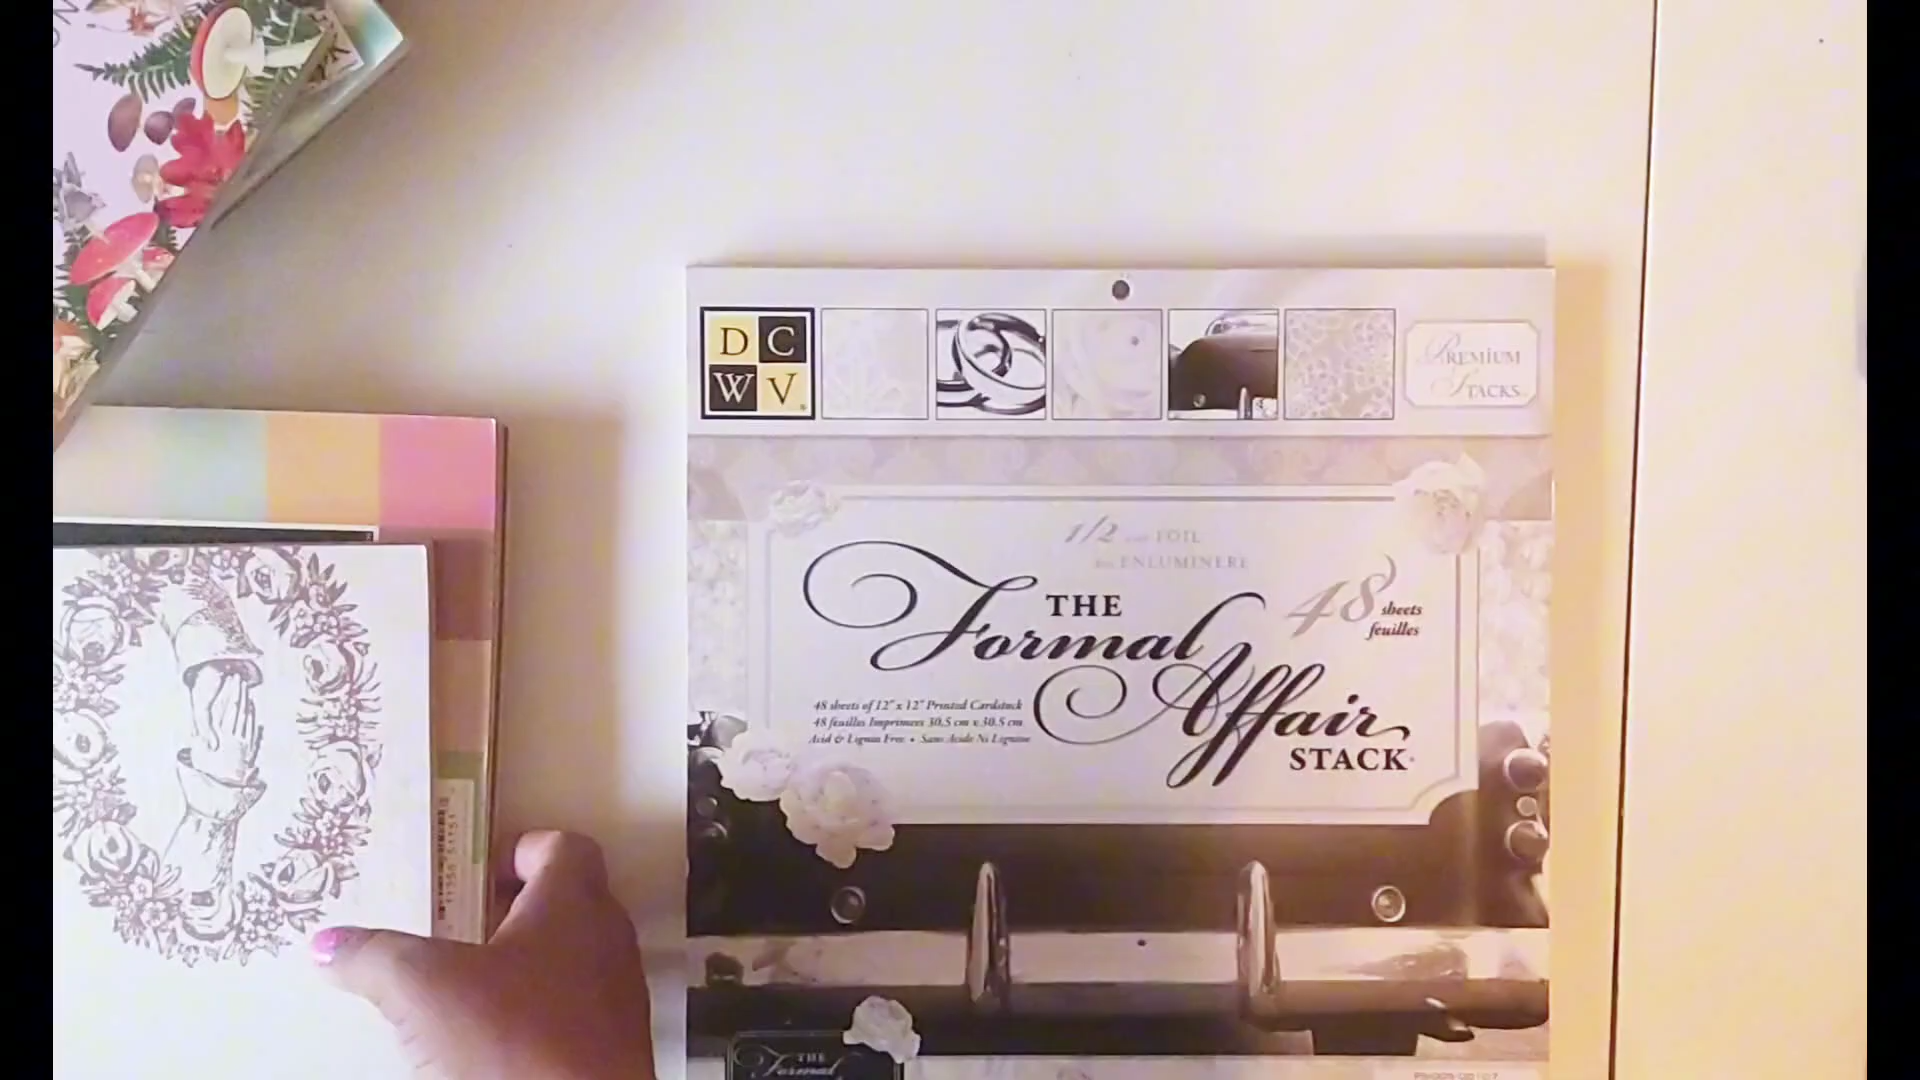 D C
W V
PREMIUM
STACKS
1/2 FOIL
ENLUMINERE
THE
Formal
48 sheets
feuilles
Affair
STACK
48 sheets of 12" x 12" Printed Cardstock
48 feuilles Imprimees 30.5 cm x 30.5 cm
Acid & Lignin Free • Sans Acide Ni Lignine
THE
Formal